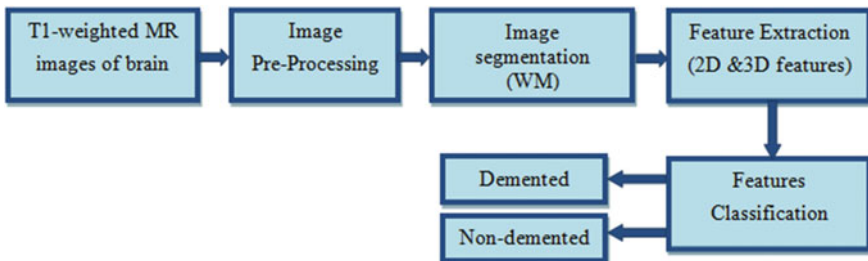 T1-weighted MR
images of brain
Image
Pre-Processing
Image
segmentation
(WM)
Feature Extraction
(2D &3D features)
Features
Classification
Demented
Non-demented